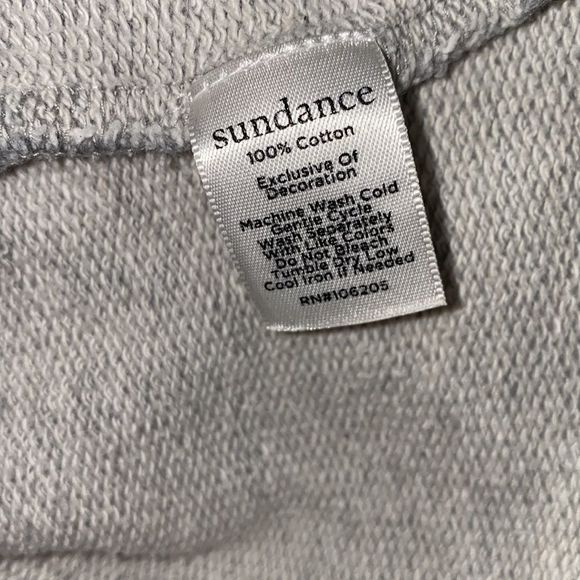 sundance
100% Cotton
Exclusive Of
Decoration
Machine Wash Cold
Gentle Cycle
Wash Separately
With Like Colors
Do Not Bleach
Tumble Dry Low
Cool Iron If Needed
RN#106205